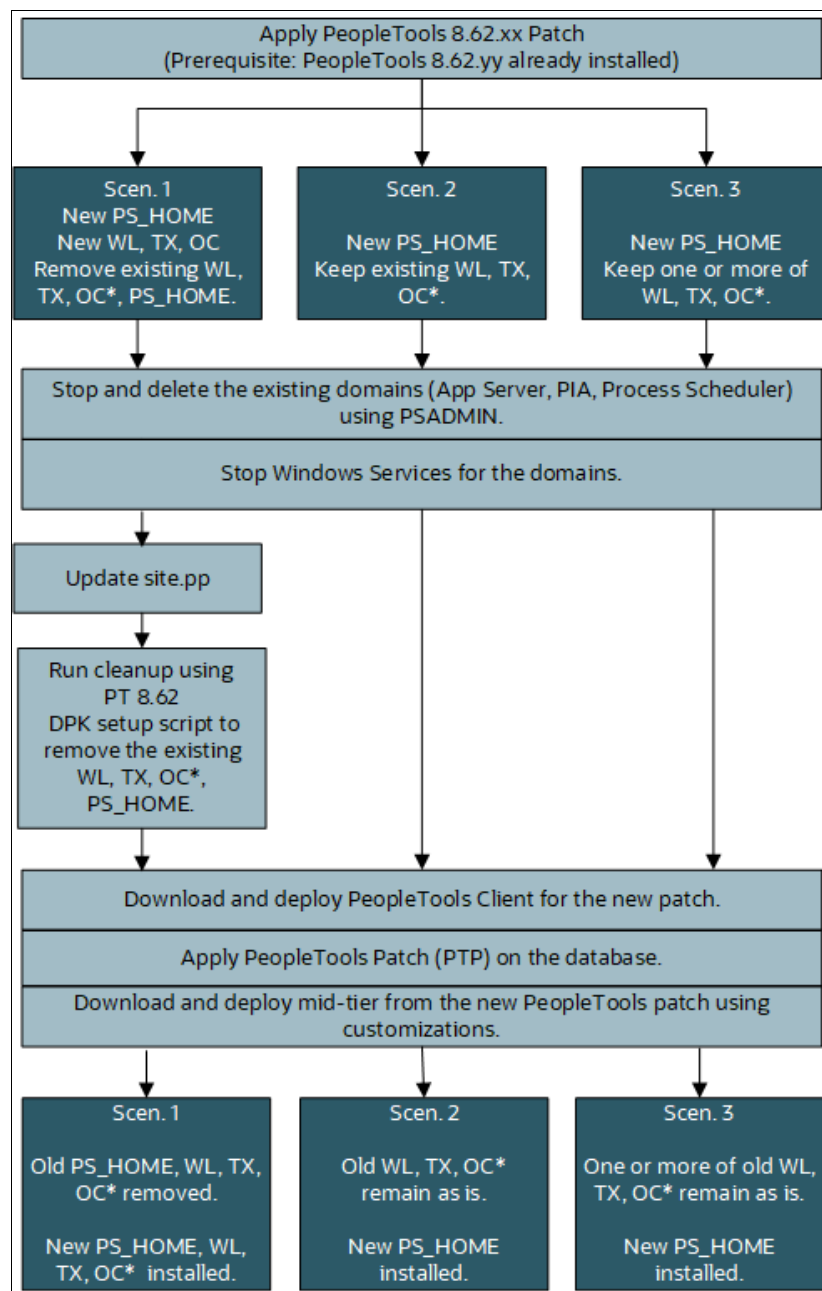 Apply PeopleTools 8.62.xx Patch
(Prerequisite: PeopleTools 8.62.yy already installed)
Scen. 1
New PS_HOME
New WL, TX, OC
Remove existing WL,
TX, OC*, PS_HOME.
Scen. 2
New PS_HOME
Keep existing WL, TX,
OC*.
Scen. 3
New PS_HOME
Keep one or more of
WL, TX, OC*.
Stop and delete the existing domains (App Server, PIA, Process Scheduler)
using PSADMIN.
Stop Windows Services for the domains.
Update site.pp
Run cleanup using
PT 8.62
DPK setup script to
remove the existing
WL, TX, OC*,
PS_HOME.
Download and deploy PeopleTools Client for the new patch.
Apply PeopleTools Patch (PTP) on the database.
Download and deploy mid-tier from the new PeopleTools patch using
customizations.
Scen. 1
Old PS_HOME, WL, TX,
OC* removed.
New PS_HOME, WL,
TX, OC* installed.
Scen. 2
Old WL, TX, OC*
remain as is.
New PS_HOME
installed.
Scen. 3
One or more of old WL,
TX, OC* remain as is.
New PS_HOME
installed.